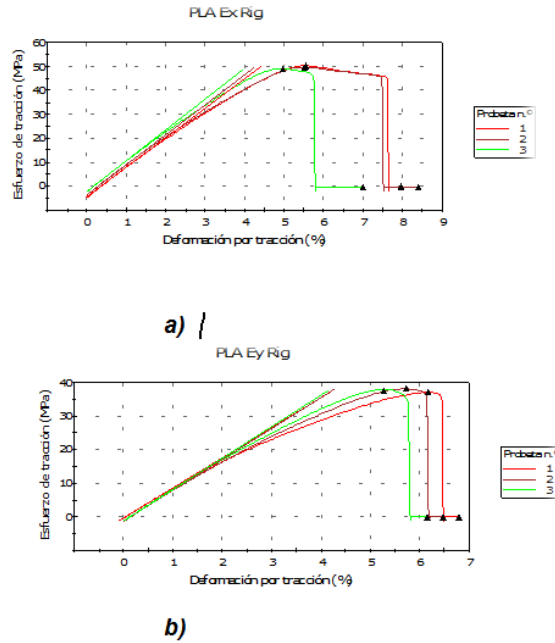 PLA Ex Rig
Esfuerzo de tracción (MPa)
60
50
40
30
20
10
0
-10
0 1 2 3 4 5 6 7 8 9
Deformación por tracción (%)
Probeta n.º
1
2
3
a)
PLA Ey Rig
Esfuerzo de tracción (MPa)
40
30
20
10
0
-10
0 1 2 3 4 5 6 7
Deformación por tracción (%)
Probeta n.º
1
2
3
b)